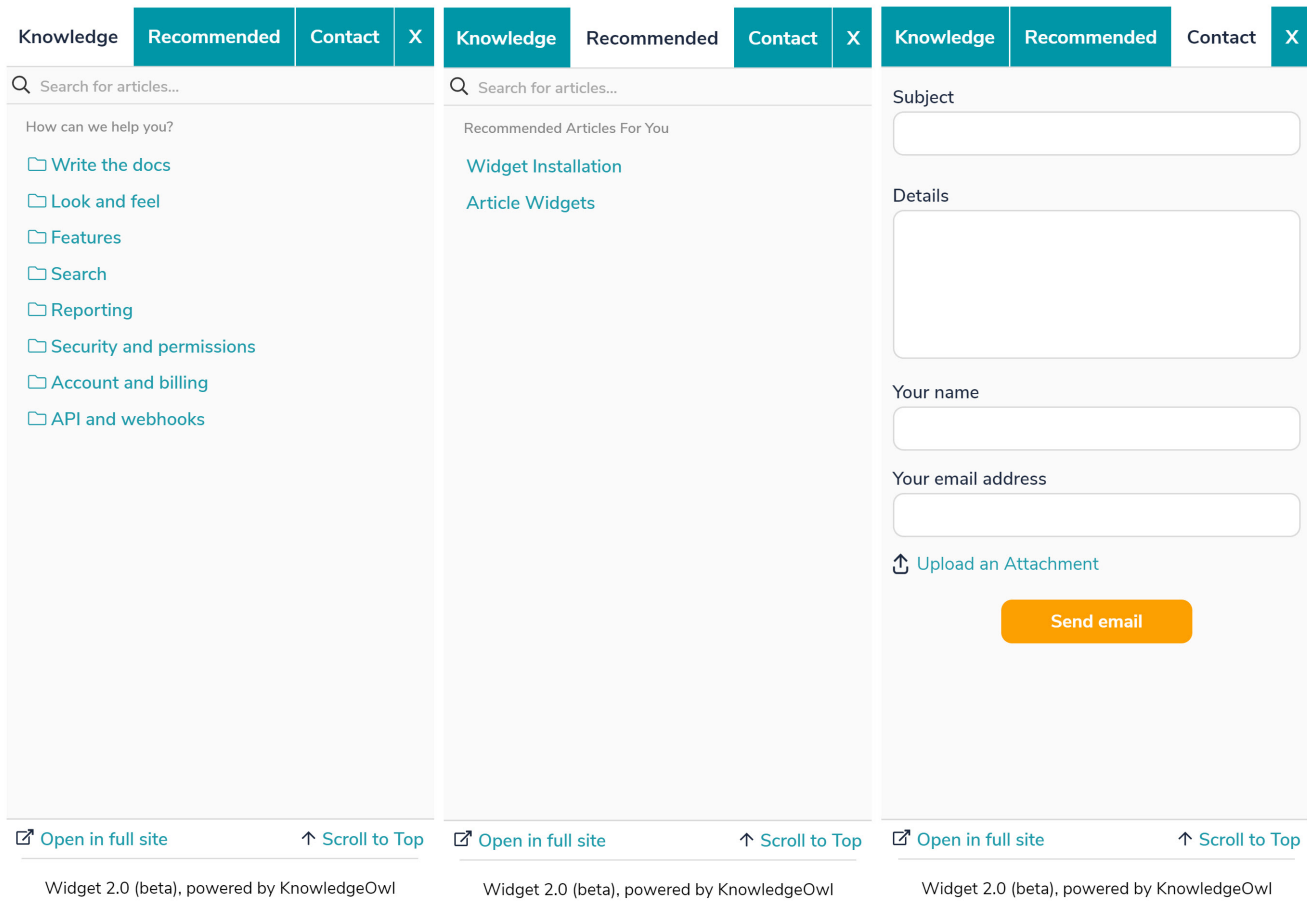 Knowledge Recommended Contact X
Search for articles...
How can we help you?
Write the docs
Look and feel
Features
Search
Reporting
Security and permissions
Account and billing
API and webhooks
Open in full site Scroll to Top
Widget 2.0 (beta), powered by KnowledgeOwl
Knowledge Recommended Contact X
Search for articles...
Recommended Articles For You
Widget Installation
Article Widgets
Open in full site Scroll to Top
Widget 2.0 (beta), powered by KnowledgeOwl
Knowledge Recommended Contact X
Subject
Details
Your name
Your email address
Upload an Attachment
Send email
Open in full site Scroll to Top
Widget 2.0 (beta), powered by KnowledgeOwl